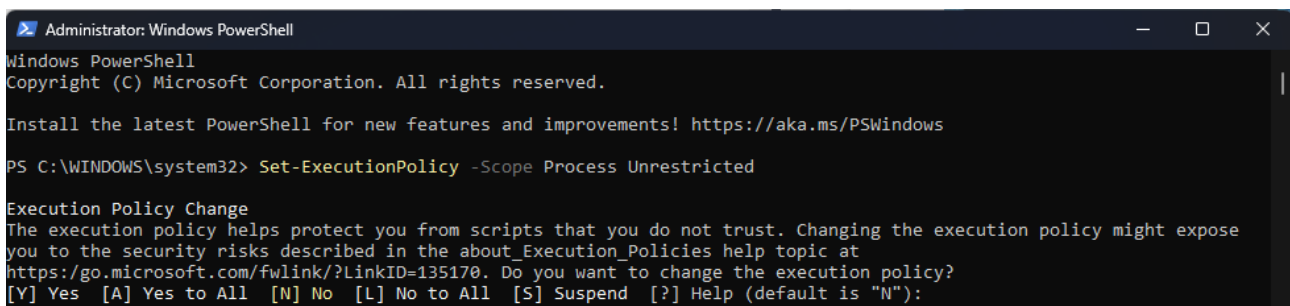 Administrator: Windows PowerShell
Windows PowerShell
Copyright (C) Microsoft Corporation. All rights reserved.
Install the latest PowerShell for new features and improvements! https://aka.ms/PSWindows
PS C:\WINDOWS\system32> Set-ExecutionPolicy -Scope Process Unrestricted
Execution Policy Change
The execution policy helps protect you from scripts that you do not trust. Changing the execution policy might expose
you to the security risks described in the about_Execution_Policies help topic at
https:/go.microsoft.com/fwlink/?LinkID=135170. Do you want to change the execution policy?
[Y] Yes  [A] Yes to All  [N] No  [L] No to All  [S] Suspend  [?] Help (default is "N"):